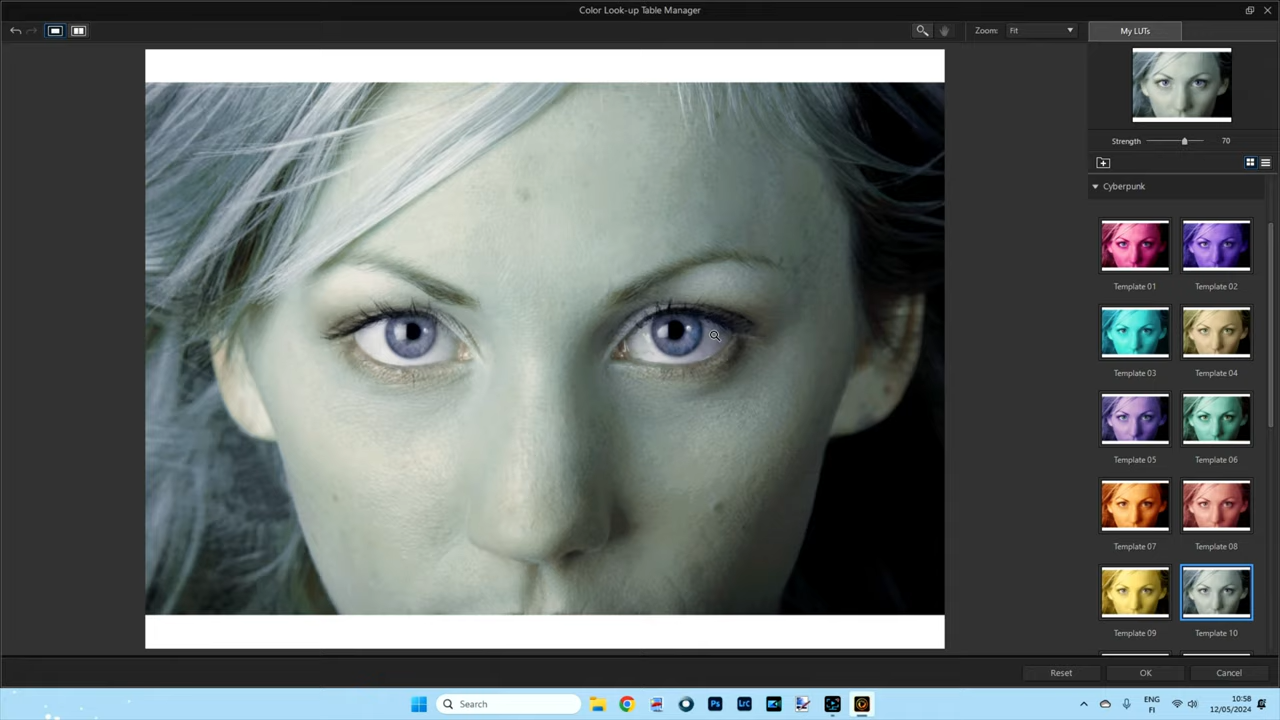 Color Look-up Table Manager
Zoom: Fit
My LUTs
Strength 70
Cyberpunk
Template 01 Template 02
Template 03 Template 04
Template 05 Template 06
Template 07 Template 08
Template 09 Template 10
Reset OK Cancel
Search
Ps LrC
ENG
FI
10:58
12/05/2024